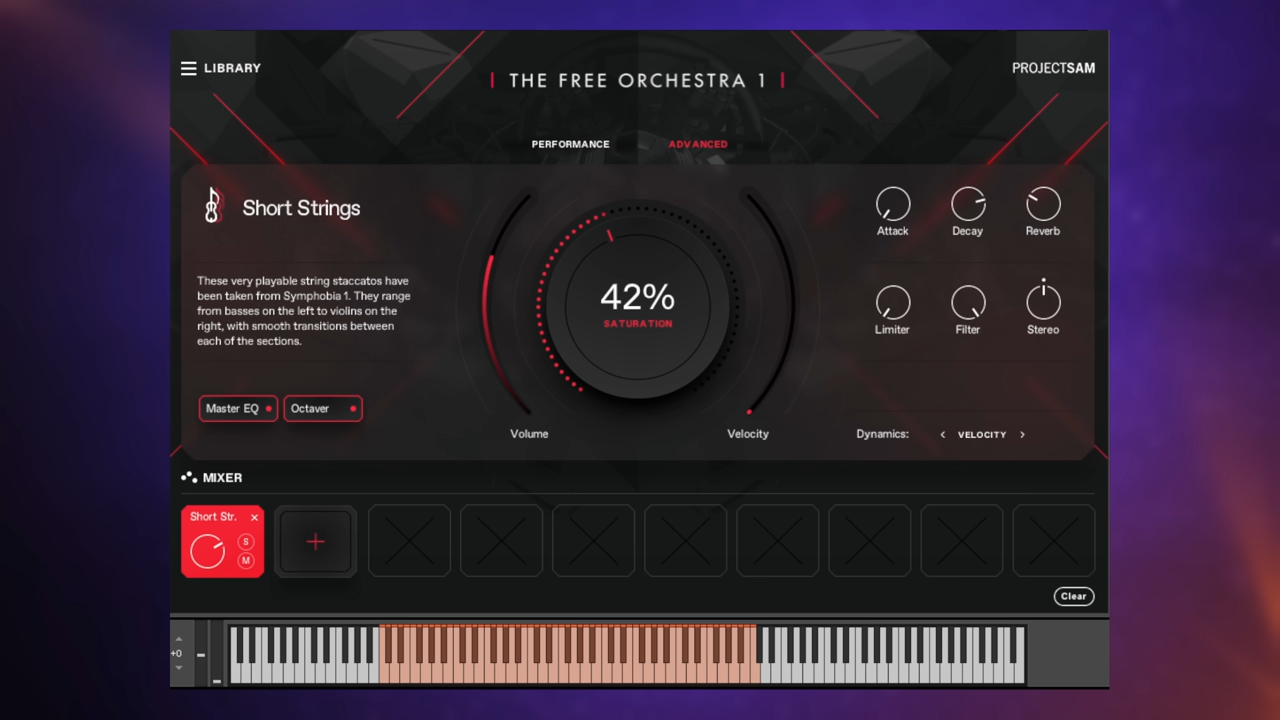 LIBRARY
THE FREE ORCHESTRA 1
PROJECTSAM
PERFORMANCE
ADVANCED
Short Strings
These very playable string staccatos have
been taken from Symphobia 1. They range
from basses on the left to violins on the
right, with smooth transitions between
each of the sections.
Master EQ
Octaver
42%
SATURATION
Volume
Velocity
Attack
Decay
Reverb
Limiter
Filter
Stereo
Dynamics:
< VELOCITY >
MIXER
Short Str. ×
S
M
+
Clear
+0